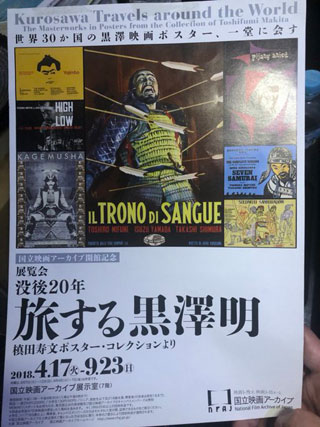 Kurosawa Travels around the World
The Masterworks in Posters from the Collection of Toshifumi Makita
世界30か国の黒澤映画ポスター、一堂に会す
HIGH
LOW
KAGEMUSHA
IL TRONO DI SANGUE
TOSHIRO MIFUNE ISUZU YAMADA TAKASHI SHIMURA
SEVEN
SAMURAI
国立映画アーカイブ開館記念
展覧会
没後20年
旅する黒澤明
槙田寿文ポスター・コレクションより
2018.4.17火-9.23日
国立映画アーカイブ展示室(7階)
国立映画アーカイブ
National Film Archive of Japan